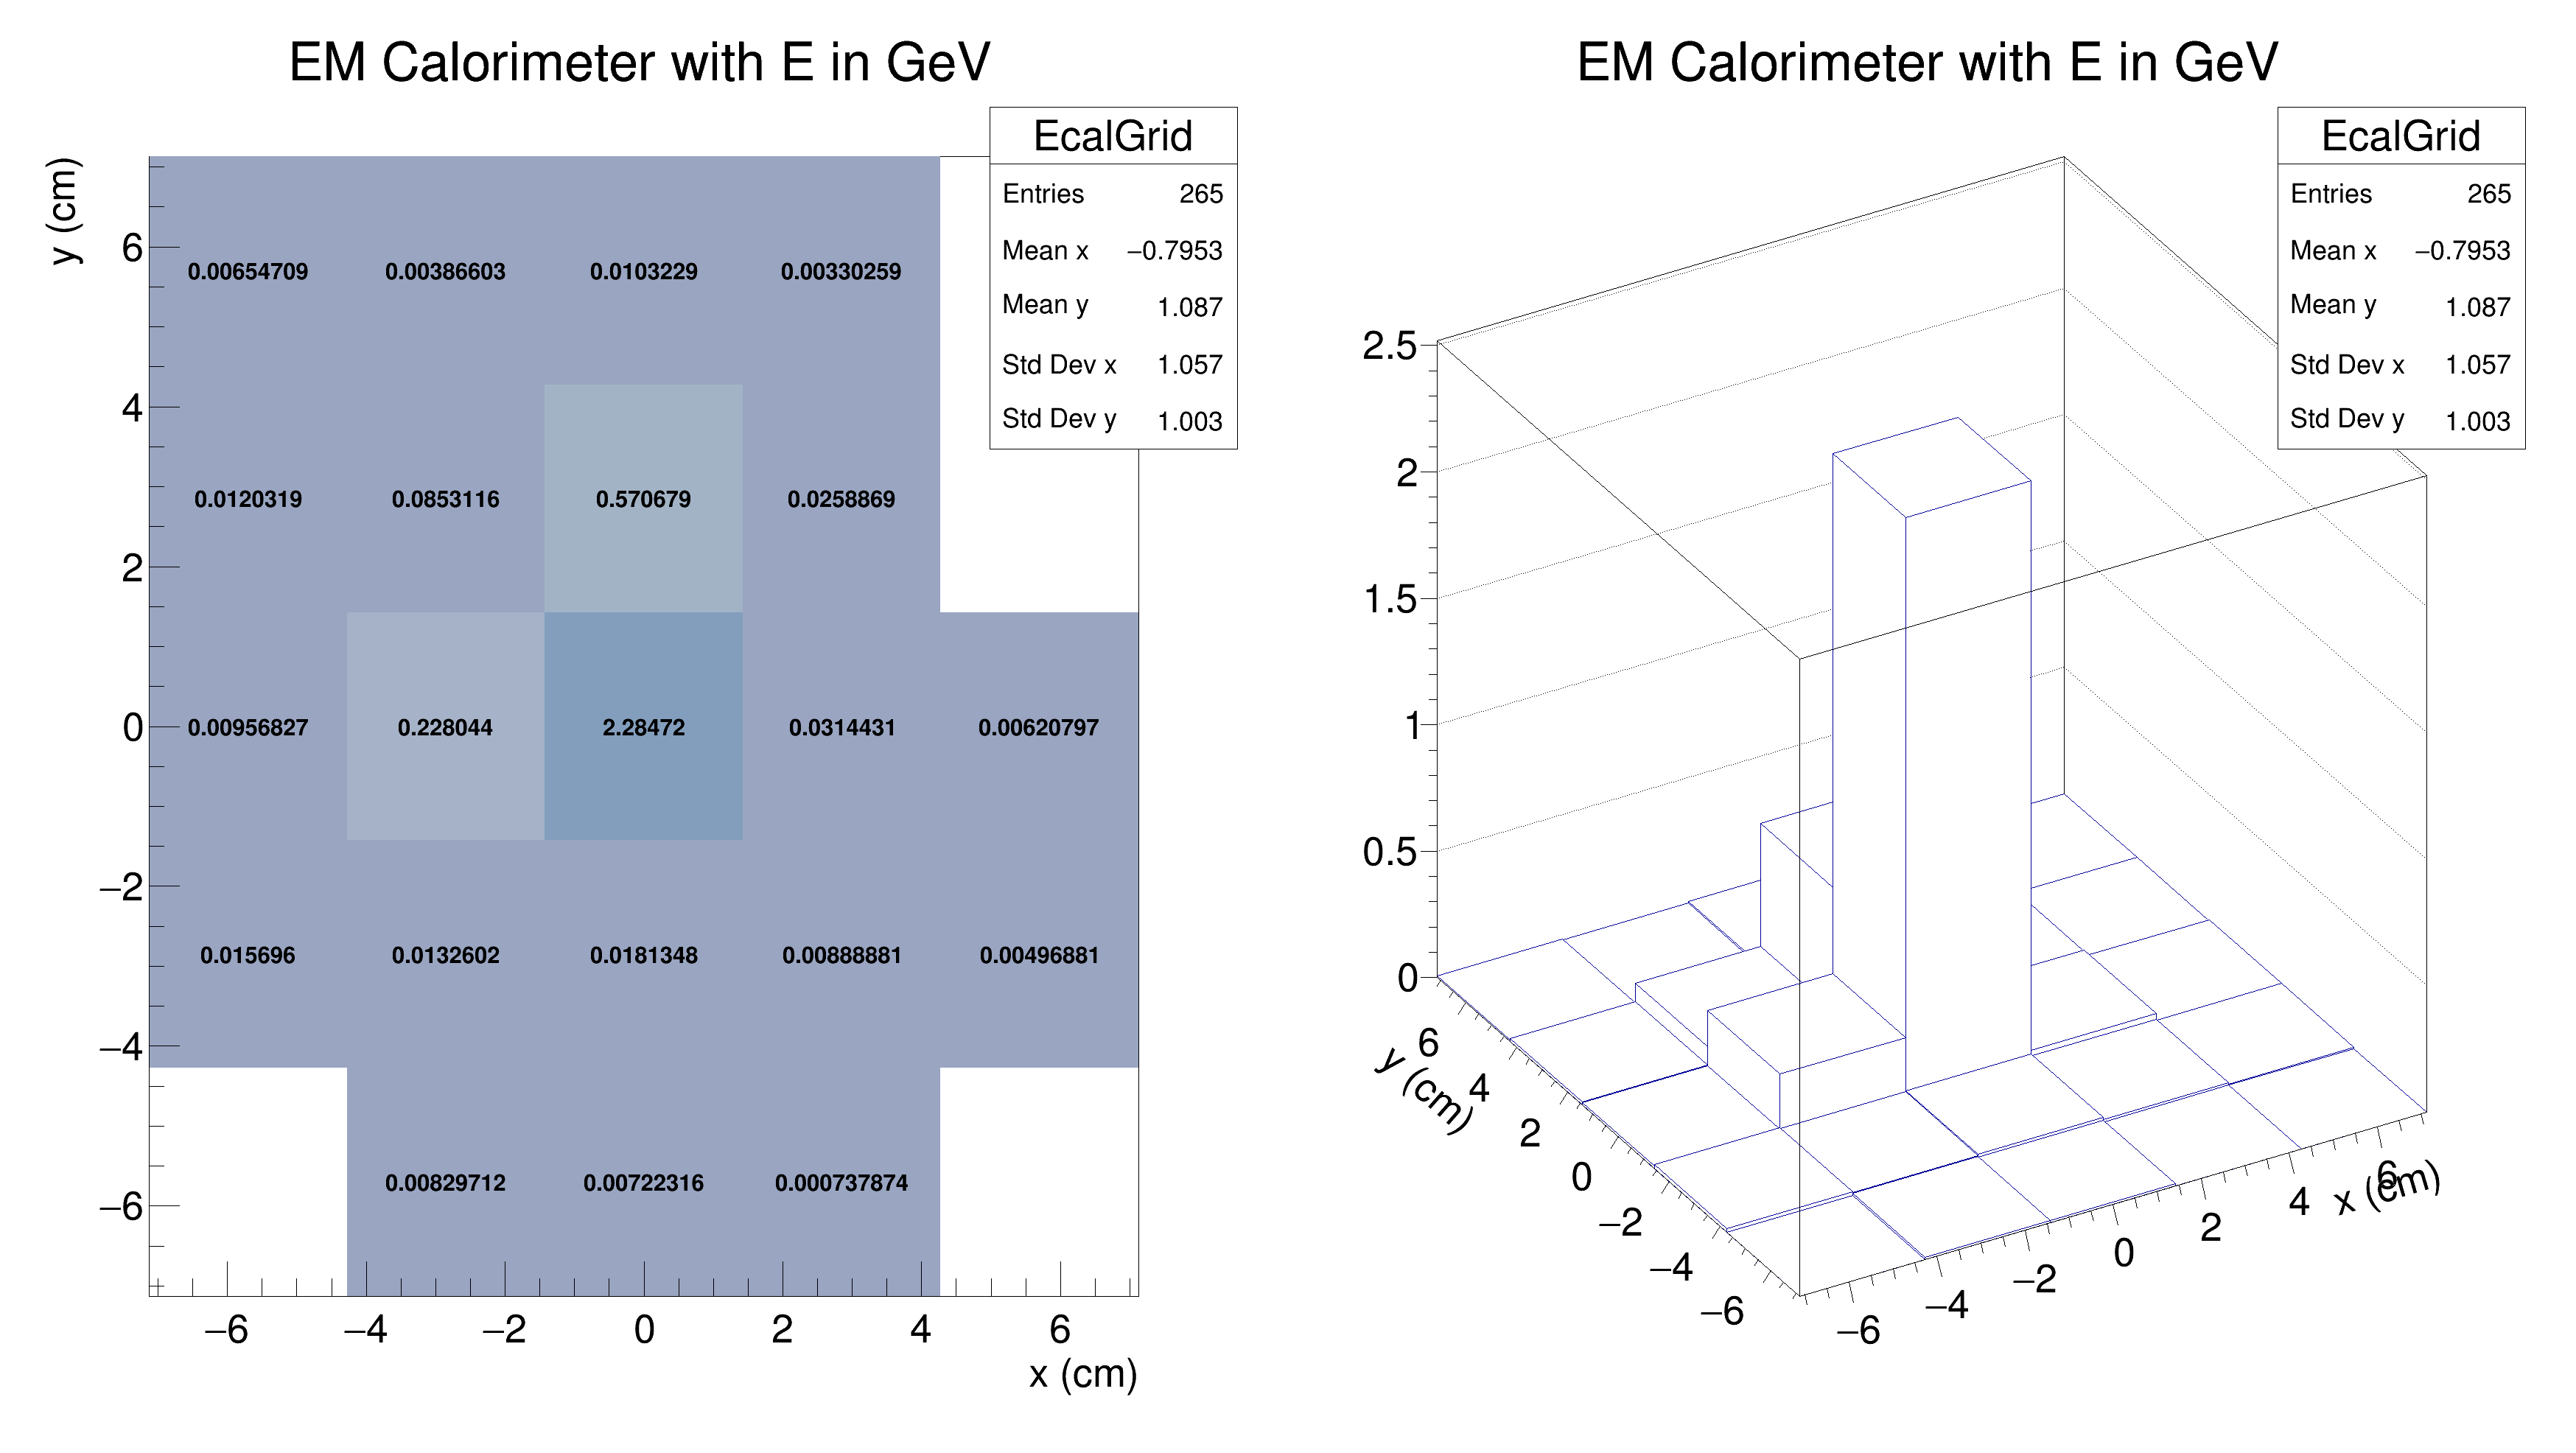 EM Calorimeter with E in GeV
EcalGrid
Entries 265
Mean x −0.7953
Mean y 1.087
Std Dev x 1.057
Std Dev y 1.003
y (cm)
6
4
2
0
−2
−4
−6
0.00654709 0.00386603 0.0103229 0.00330259
0.0120319 0.0853116 0.570679 0.0258869
0.00956827 0.228044 2.28472 0.0314431 0.00620797
0.015696 0.0132602 0.0181348 0.00888881 0.00496881
0.00829712 0.00722316 0.000737874
−6 −4 −2 0 2 4 6
x (cm)
EM Calorimeter with E in GeV
EcalGrid
Entries 265
Mean x −0.7953
Mean y 1.087
Std Dev x 1.057
Std Dev y 1.003
2.5
2
1.5
1
0.5
0
6
4
2
0
−2
−4
−6
y (cm)
−6 −4 −2 0 2 4 6
x (cm)